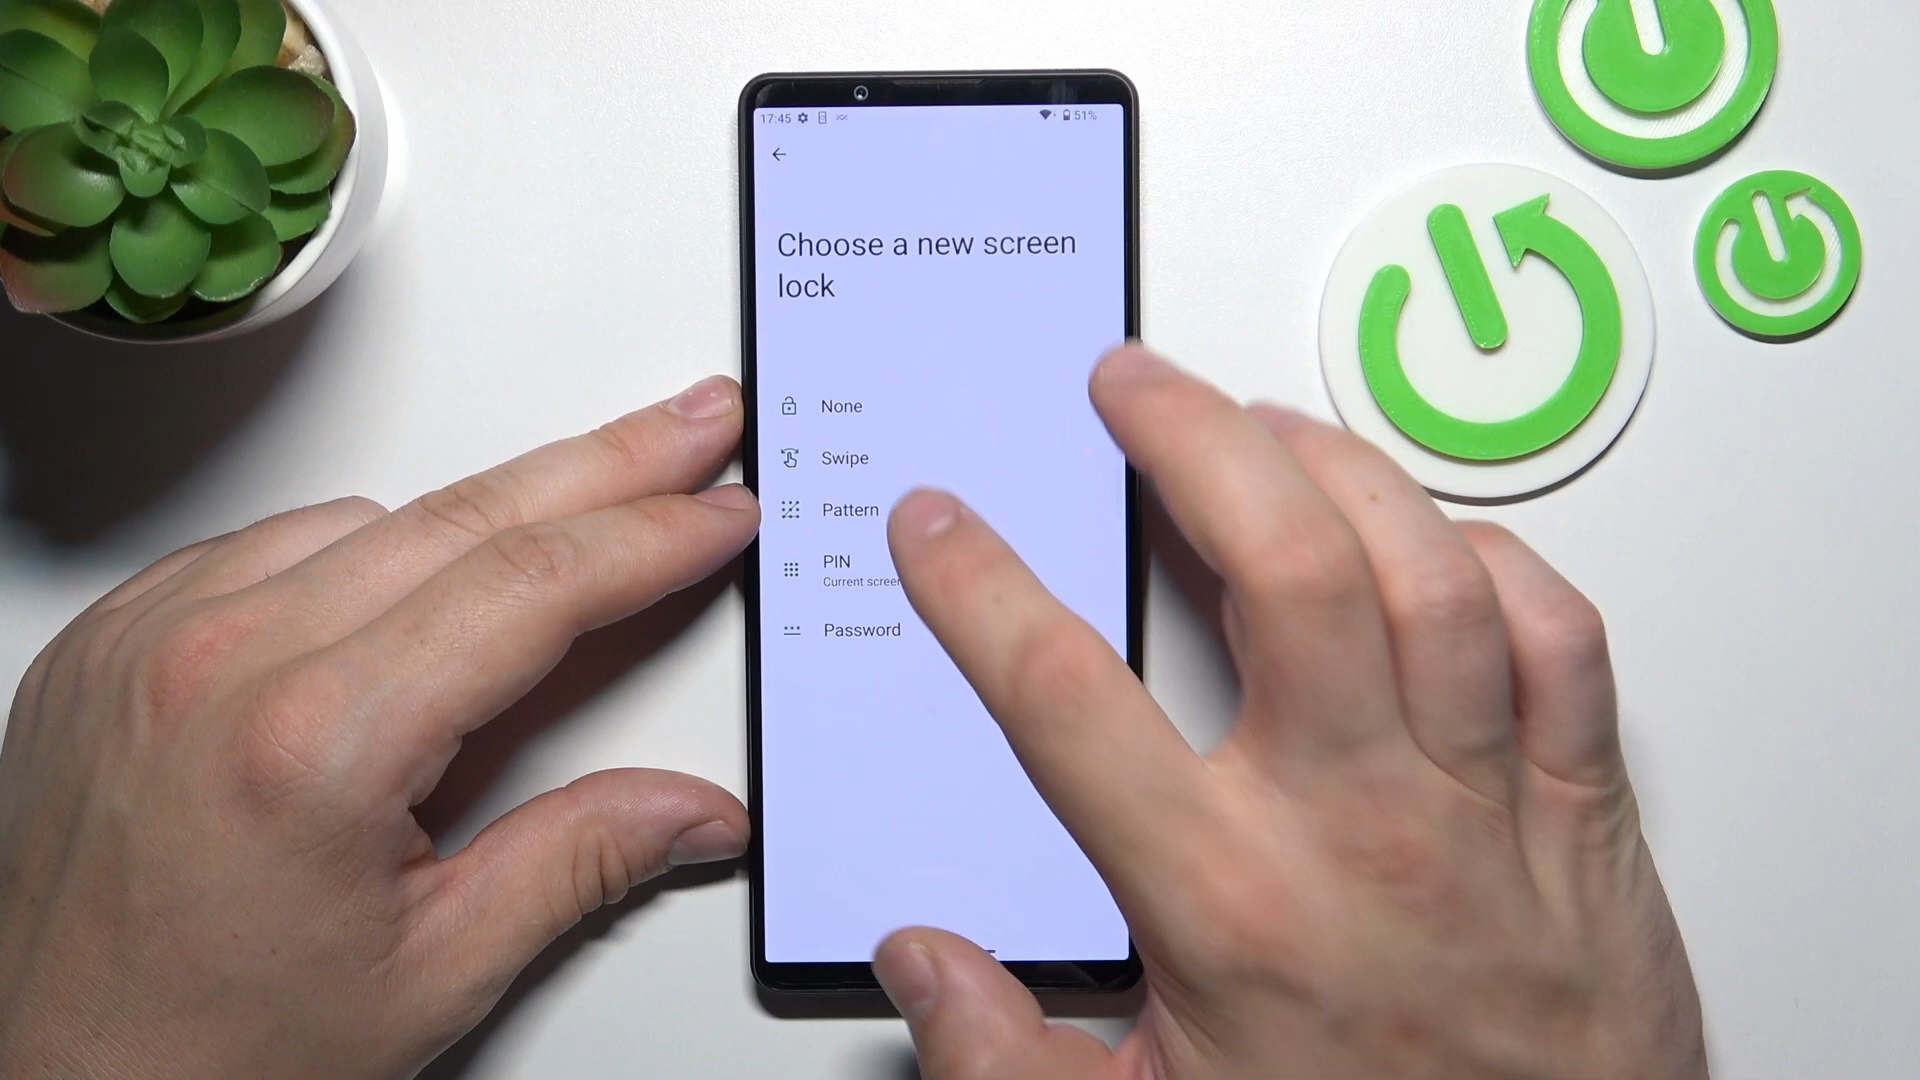 17:45 51%
Choose a new screen
lock
None
Swipe
Pattern
PIN
Current screen
Password